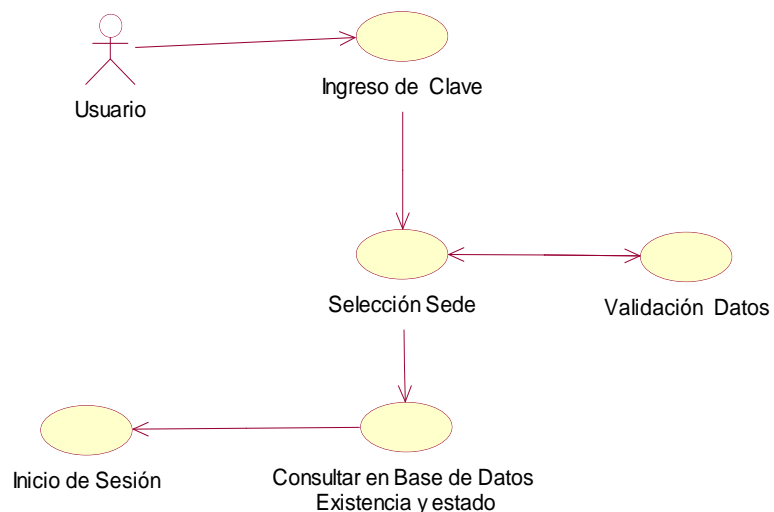 Ingreso de Clave
Usuario
Selección Sede
Validación Datos
Inicio de Sesión
Consultar en Base de Datos
Existencia y estado